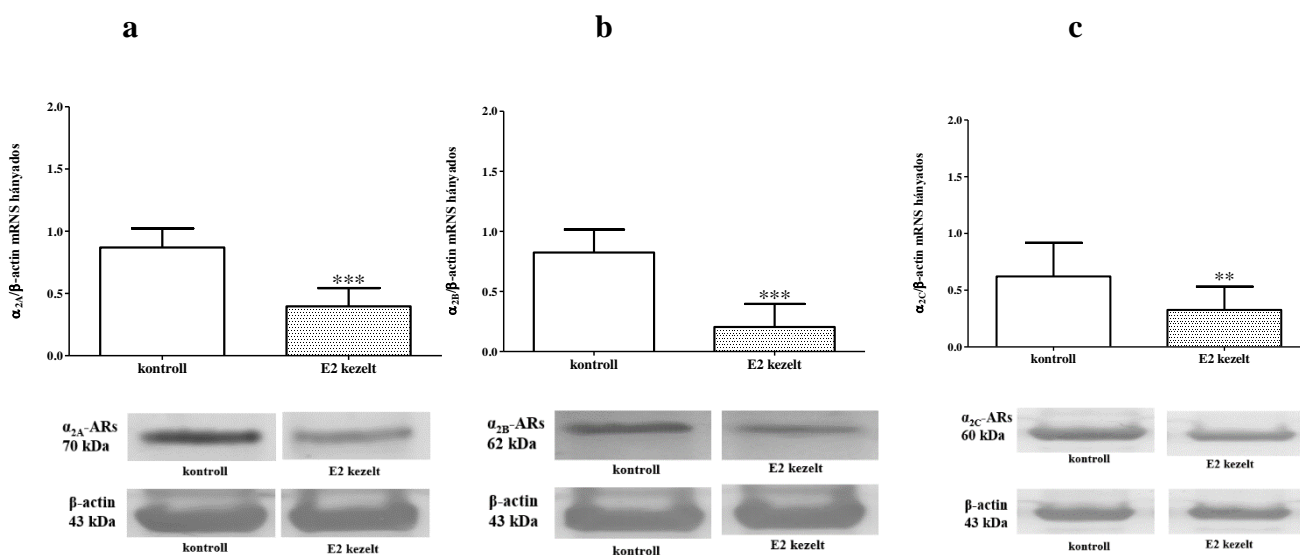 a
b
c
α2A/β-actin mRNS hányados
2.0
1.5
1.0
0.5
0.0
***
kontroll
E2 kezelt
α2B/β-actin mRNS hányados
2.0
1.5
1.0
0.5
0.0
***
kontroll
E2 kezelt
α2C/β-actin mRNS hányados
2.0
1.5
1.0
0.5
0.0
**
kontroll
E2 kezelt
α2A-ARs
70 kDa
kontroll
E2 kezelt
β-actin
43 kDa
kontroll
E2 kezelt
α2B-ARs
62 kDa
kontroll
E2 kezelt
β-actin
43 kDa
kontroll
E2 kezelt
α2C-ARs
60 kDa
kontroll
E2 kezelt
β-actin
43 kDa
kontroll
E2 kezelt